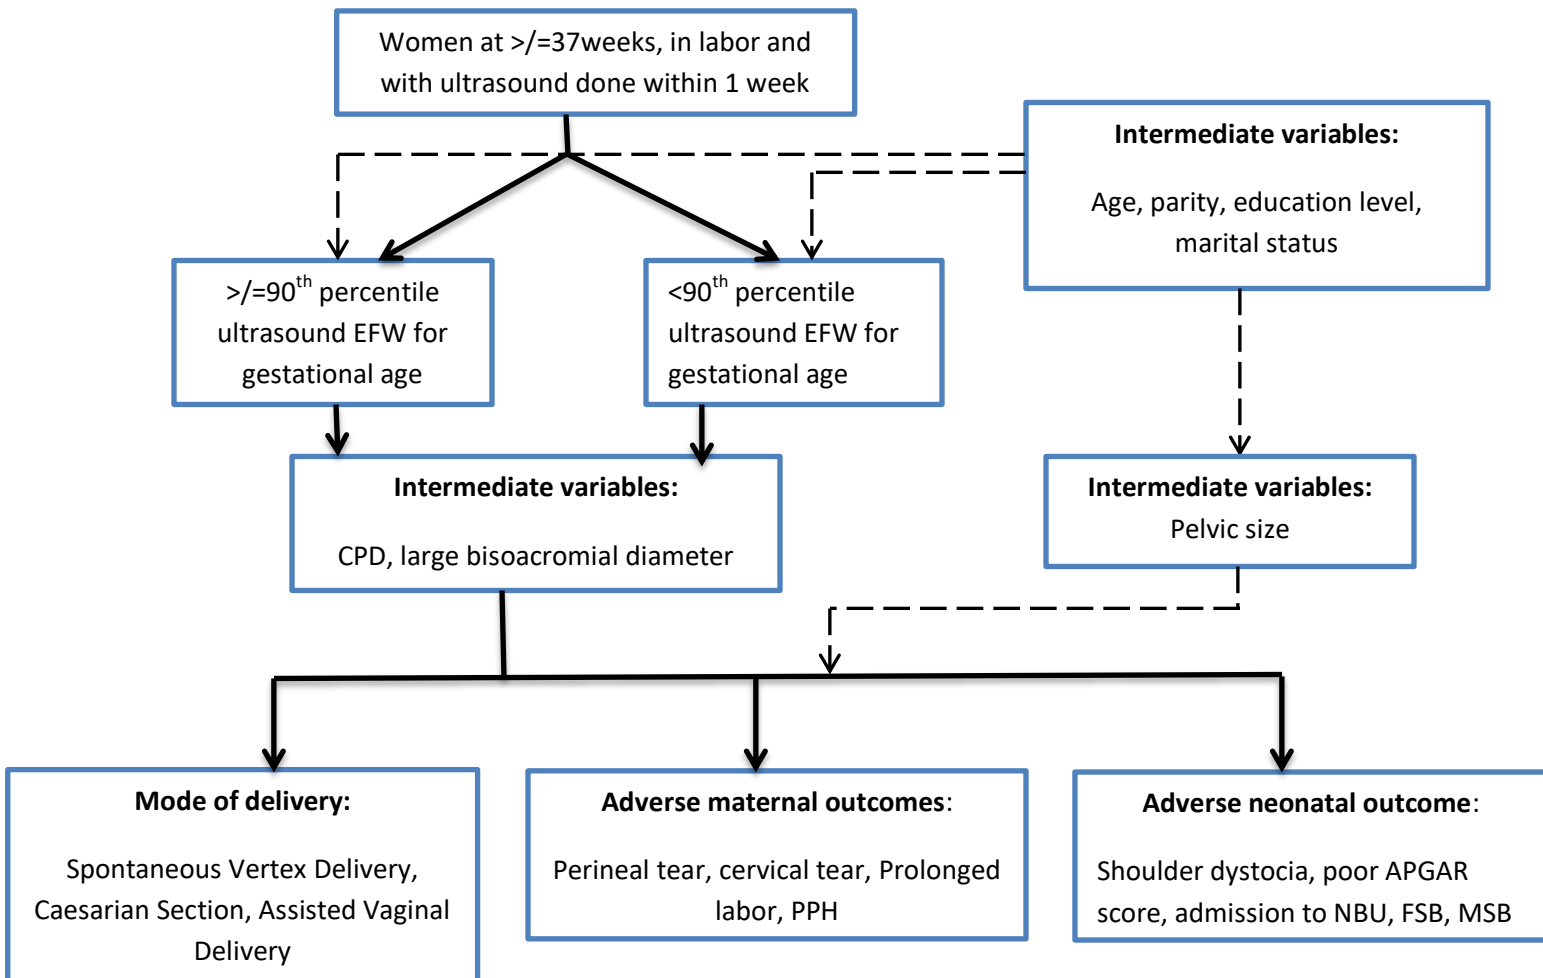 Women at >/=37weeks, in labor and
with ultrasound done within 1 week
Intermediate variables:
Age, parity, education level,
marital status
>/=90th percentile
ultrasound EFW for
gestational age
<90th percentile
ultrasound EFW for
gestational age
Intermediate variables:
CPD, large bisoacromial diameter
Intermediate variables:
Pelvic size
Mode of delivery:
Spontaneous Vertex Delivery,
Caesarian Section, Assisted Vaginal
Delivery
Adverse maternal outcomes:
Perineal tear, cervical tear, Prolonged
labor, PPH
Adverse neonatal outcome:
Shoulder dystocia, poor APGAR
score, admission to NBU, FSB, MSB